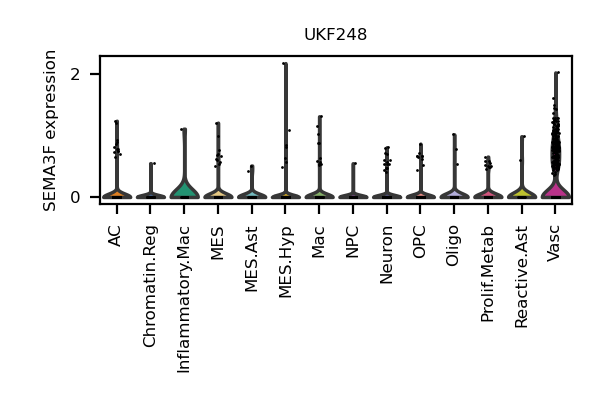 UKF248
SEMA3F expression
2
0
AC
Chromatin.Reg
Inflammatory.Mac
MES
MES.Ast
MES.Hyp
Mac
NPC
Neuron
OPC
Oligo
Prolif.Metab
Reactive.Ast
Vasc